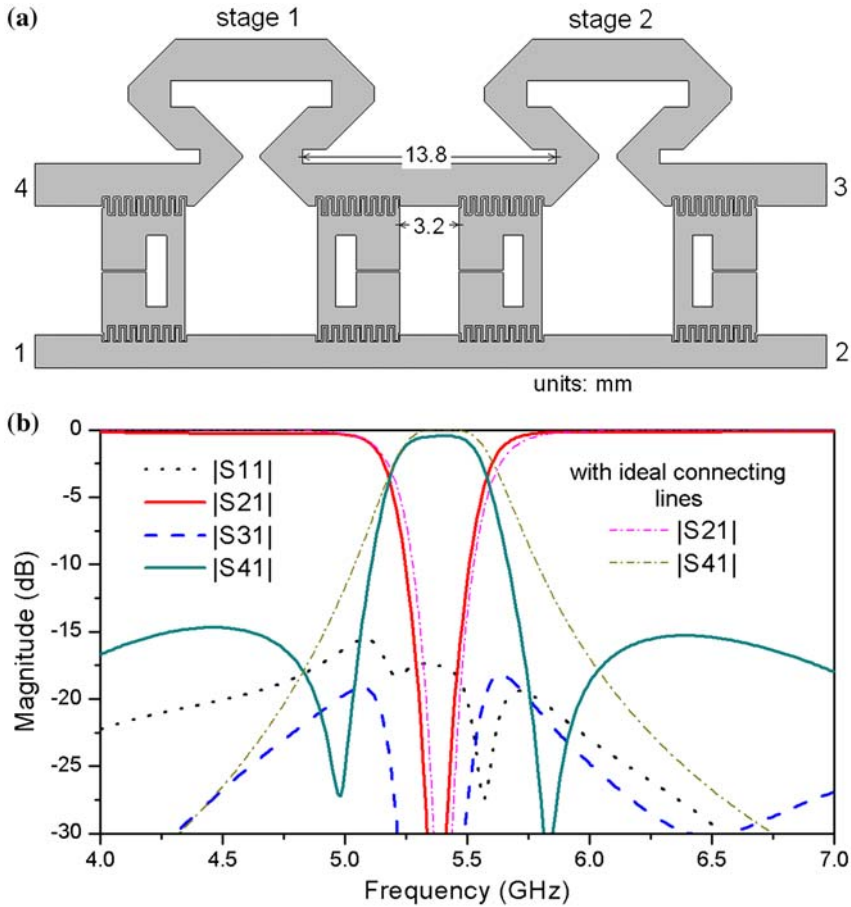 (a)
stage 1
stage 2
13.8
4
3
3.2
1
2
units: mm
(b)
0
-5
-10
-15
-20
-25
-30
Magnitude (dB)
|S11|
|S21|
|S31|
|S41|
with ideal connecting
lines
|S21|
|S41|
4.0
4.5
5.0
5.5
6.0
6.5
7.0
Frequency (GHz)